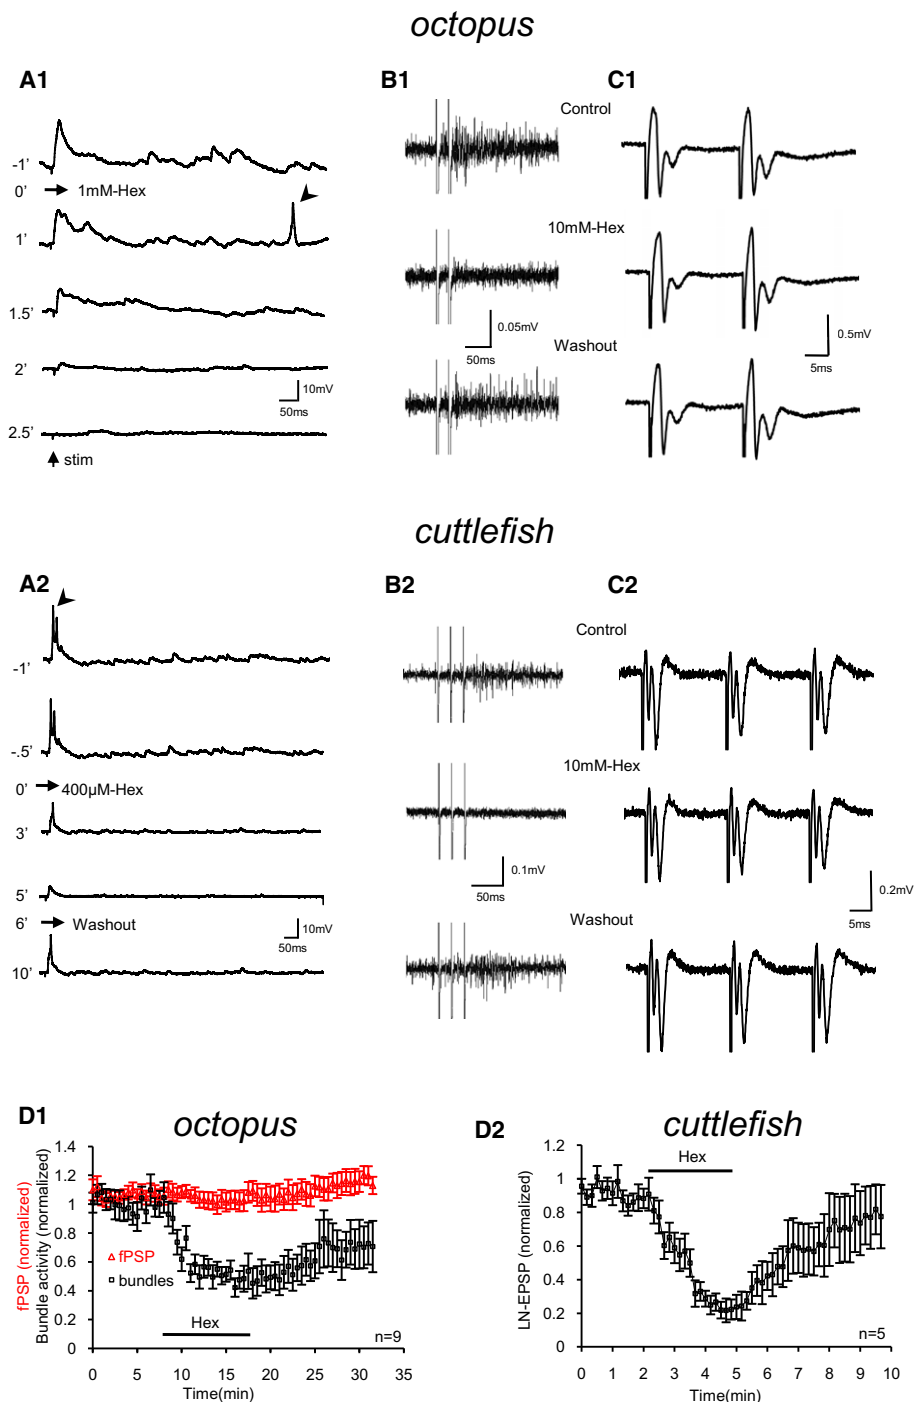 octopus
A1
B1
C1
Control
-1'
0' 1mM-Hex
1'
10mM-Hex
1.5'
0.05mV
50ms
0.5mV
5ms
Washout
2'
10mV
50ms
2.5'
stim
cuttlefish
A2
B2
C2
Control
-1'
-.5'
0' 400µM-Hex
10mM-Hex
3'
0.1mV
50ms
0.2mV
5ms
5'
6' Washout
10mV
50ms
Washout
10'
D1
octopus
fPSP (normalized)
Bundle activity (normalized)
1.4
1.2
1
0.8
0.6
0.4
0.2
0
fPSP
bundles
Hex
n=9
0 5 10 15 20 25 30 35
Time(min)
D2
cuttlefish
LN-EPSP (normalized)
1.2
1
0.8
0.6
0.4
0.2
0
Hex
n=5
0 1 2 3 4 5 6 7 8 9 10
Time(min)